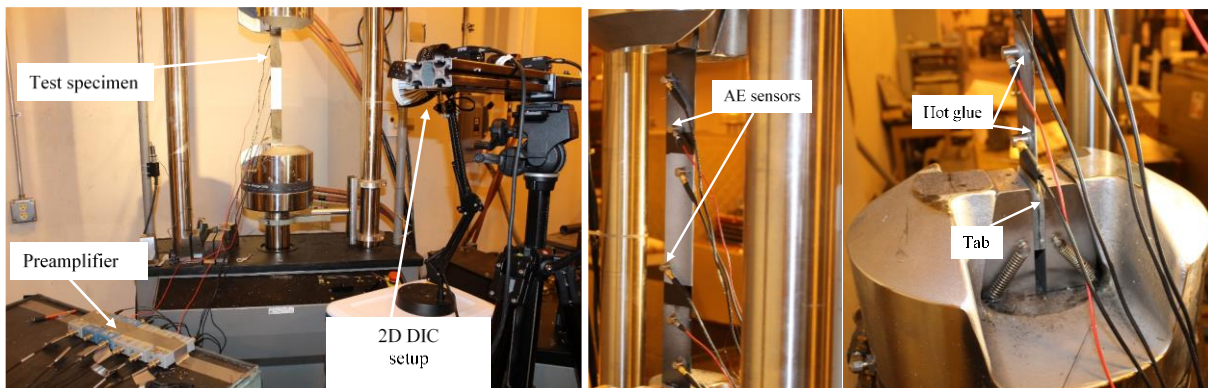 Test specimen
Preamplifier
2D DIC
setup
AE sensors
Hot glue
Tab